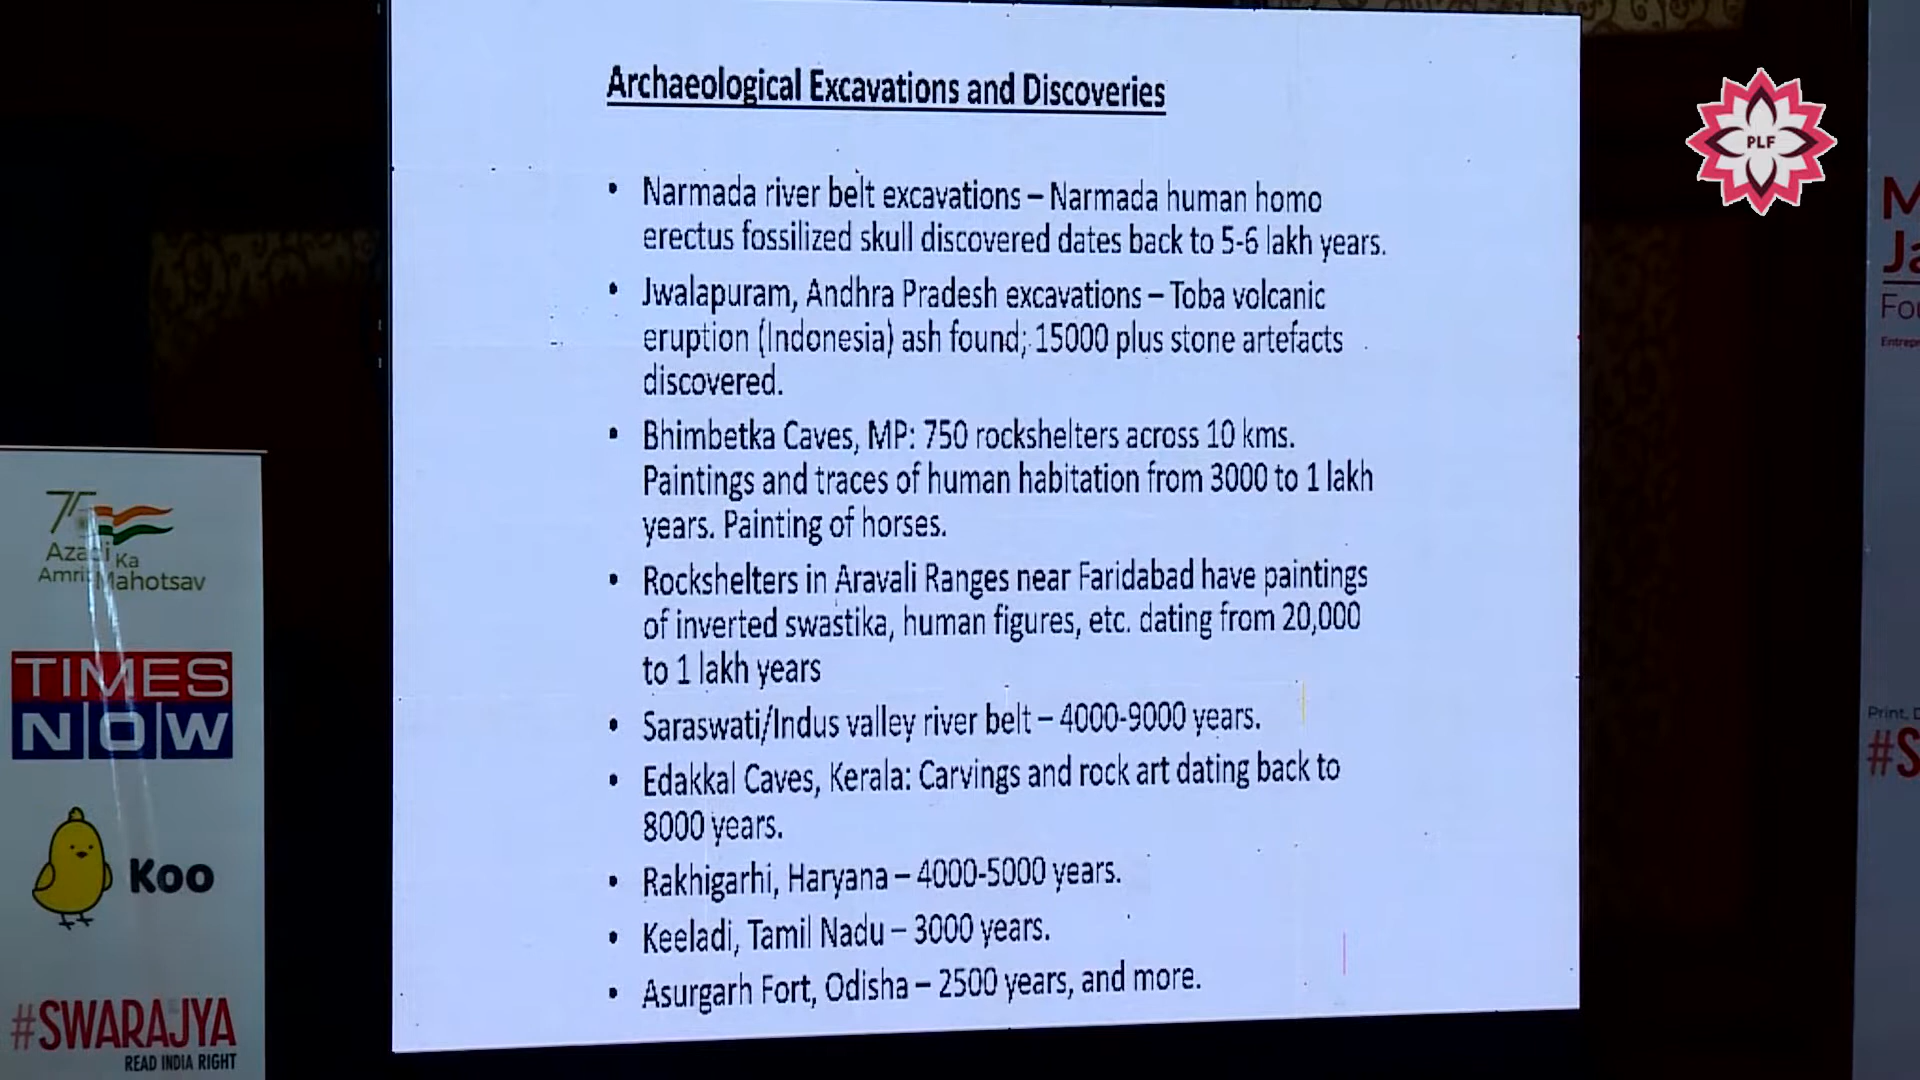 Archaeological Excavations and Discoveries
• Narmada river belt excavations – Narmada human homo
erectus fossilized skull discovered dates back to 5-6 lakh years.
• Jwalapuram, Andhra Pradesh excavations – Toba volcanic
eruption (Indonesia) ash found; 15000 plus stone artefacts
discovered.
• Bhimbetka Caves, MP: 750 rockshelters across 10 kms.
Paintings and traces of human habitation from 3000 to 1 lakh
years. Painting of horses.
• Rockshelters in Aravali Ranges near Faridabad have paintings
of inverted swastika, human figures, etc. dating from 20,000
to 1 lakh years
• Saraswati/Indus valley river belt – 4000-9000 years.
• Edakkal Caves, Kerala: Carvings and rock art dating back to
8000 years.
• Rakhigarhi, Haryana – 4000-5000 years.
• Keeladi, Tamil Nadu – 3000 years.
• Asurgarh Fort, Odisha – 2500 years, and more.
75
Azadi Ka
Amrit Mahotsav
TIMES
NOW
Koo
#SWARAJYA
READ INDIA RIGHT
PLF
Print,
#S